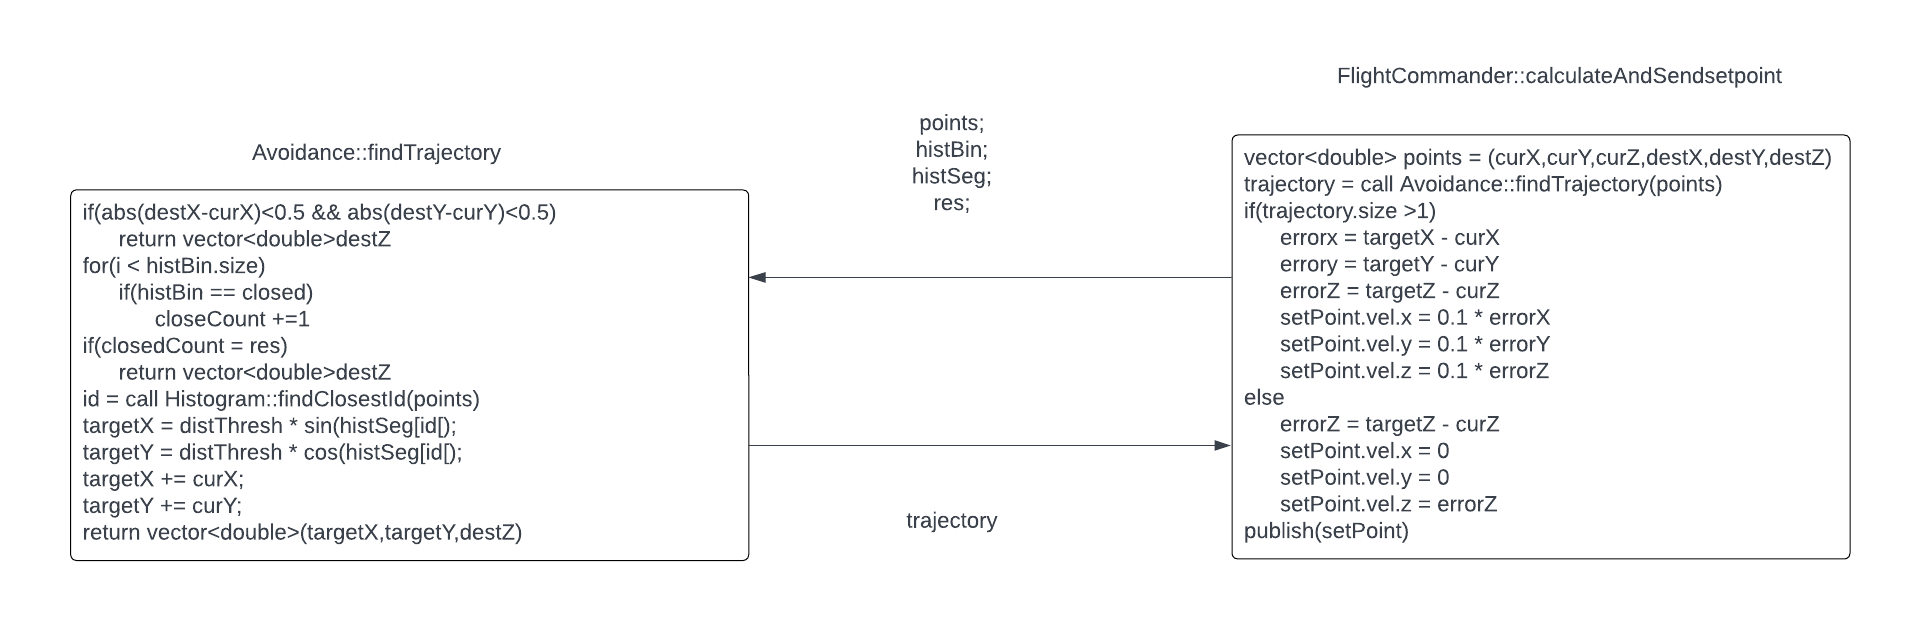 FlightCommander::calculateAndSendsetpoint
points;
histBin;
histSeg;
res;
Avoidance::findTrajectory
if(abs(destX-curX)<0.5 && abs(destY-curY)<0.5)
return vector<double>destZ
for(i < histBin.size)
if(histBin == closed)
closeCount +=1
if(closedCount = res)
return vector<double>destZ
id = call Histogram::findClosestId(points)
targetX = distThresh * sin(histSeg[id[);
targetY = distThresh * cos(histSeg[id[);
targetX += curX;
targetY += curY;
return vector<double>(targetX,targetY,destZ)
trajectory
vector<double> points = (curX,curY,curZ,destX,destY,destZ)
trajectory = call Avoidance::findTrajectory(points)
if(trajectory.size >1)
errorx = targetX - curX
errory = targetY - curY
errorZ = targetZ - curZ
setPoint.vel.x = 0.1 * errorX
setPoint.vel.y = 0.1 * errorY
setPoint.vel.z = 0.1 * errorZ
else
errorZ = targetZ - curZ
setPoint.vel.x = 0
setPoint.vel.y = 0
setPoint.vel.z = errorZ
publish(setPoint)